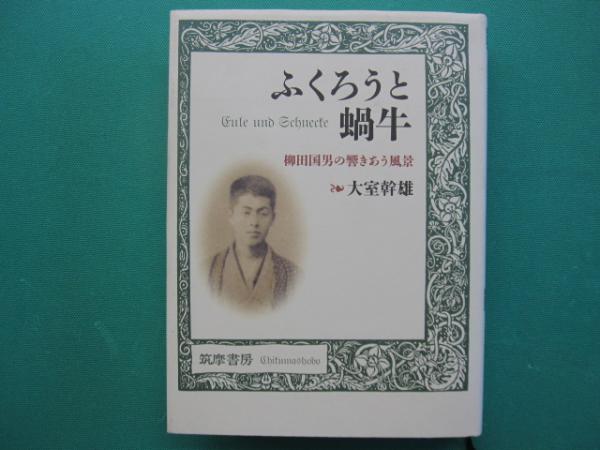 ふくろうと
Eule und Schnecke 蝸牛
柳田国男の響きあう風景
大室幹雄
筑摩書房 Chikumashobo